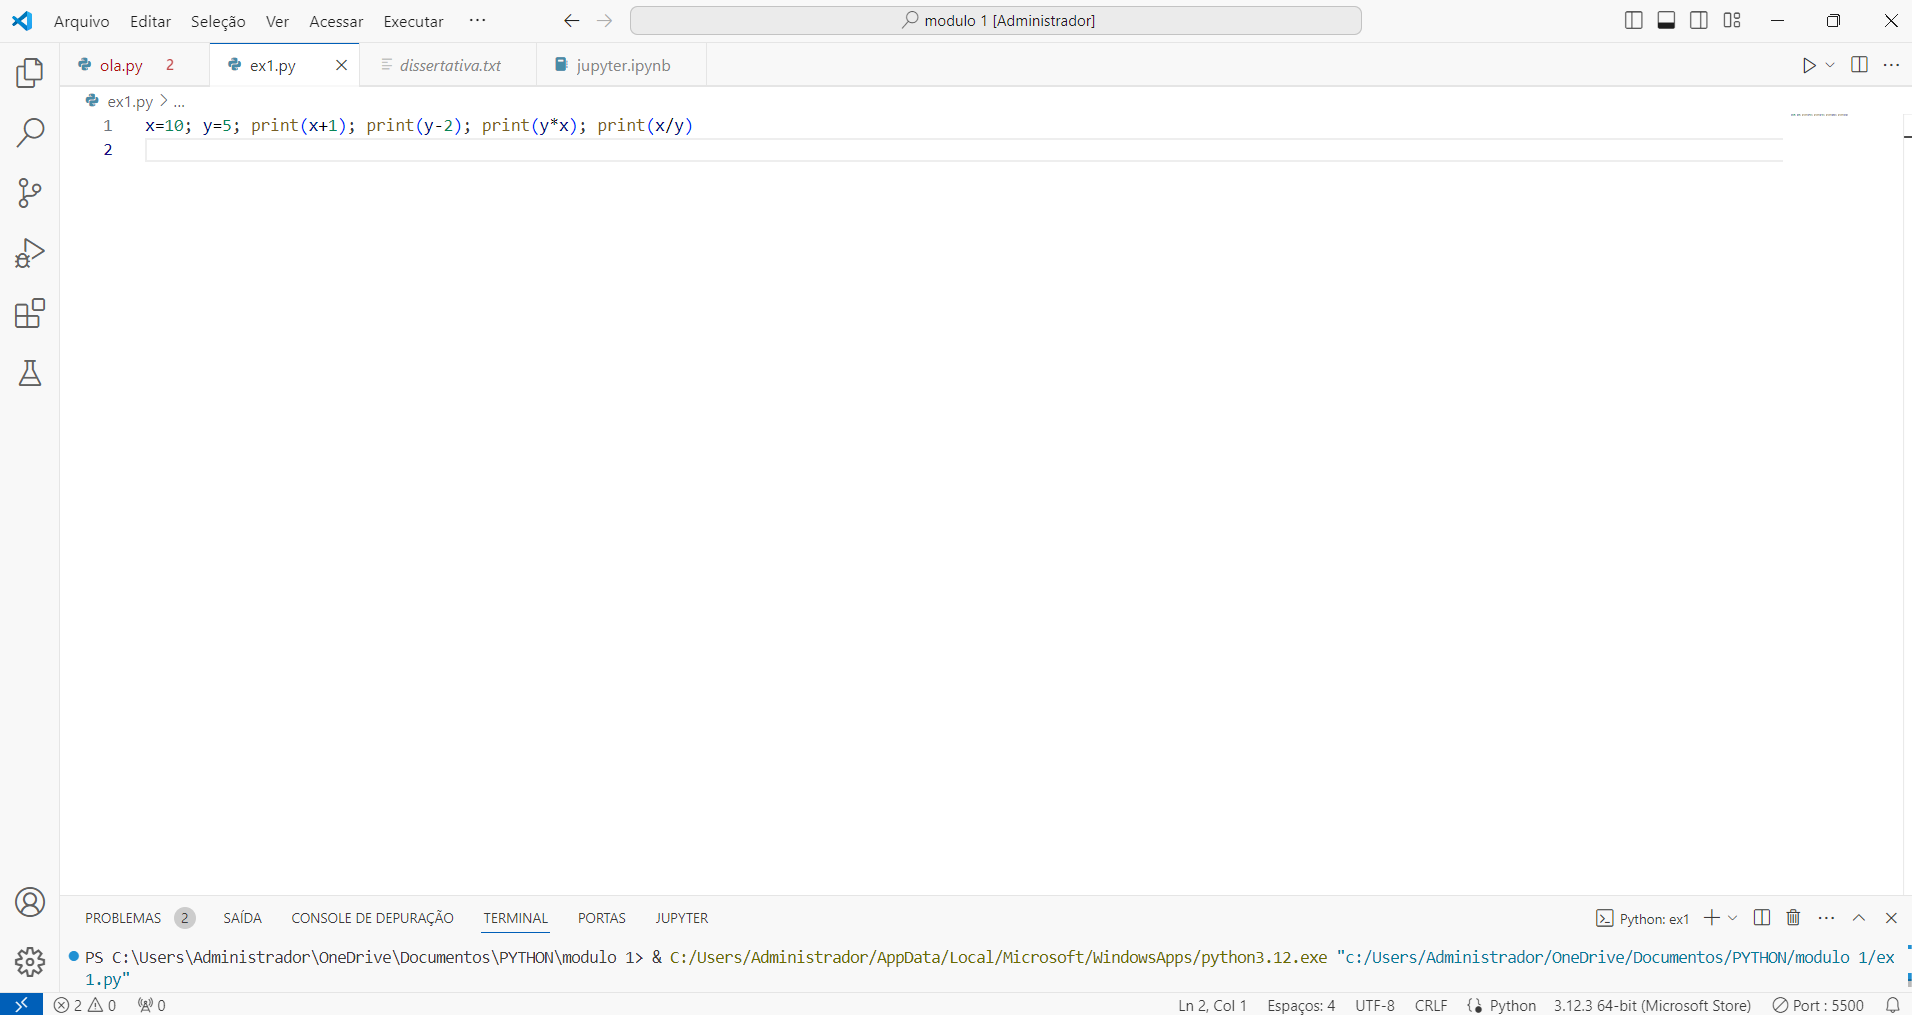 Arquivo Editar Seleção Ver Acessar Executar ··· modulo 1 [Administrador]
ola.py 2 ex1.py dissertativa.txt jupyter.ipynb
ex1.py > ...
1 x=10; y=5; print(x+1); print(y-2); print(y*x); print(x/y)
2
PROBLEMAS 2 SAÍDA CONSOLE DE DEPURAÇÃO TERMINAL PORTAS JUPYTER Python: ex1
PS C:\Users\Administrador\OneDrive\Documentos\PYTHON\modulo 1> & C:/Users/Administrador/AppData/Local/Microsoft/WindowsApps/python3.12.exe "c:/Users/Administrador/OneDrive/Documentos/PYTHON/modulo 1/ex
1.py"
2 0 0 Ln 2, Col 1 Espaços: 4 UTF-8 CRLF Python 3.12.3 64-bit (Microsoft Store) Port : 5500